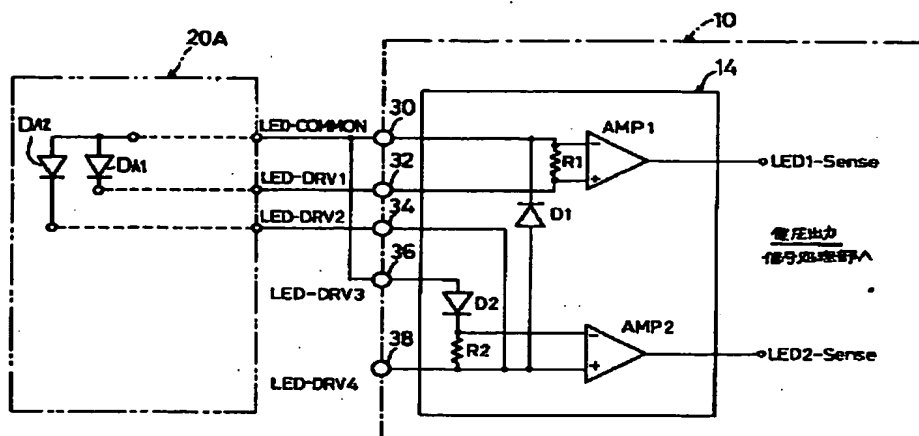 20A
10
14
DA2
DA1
LED-COMMON
30
LED-DRV1
32
LED-DRV2
34
36
LED-DRV3
38
LED-DRV4
AMP1
R1
D1
D2
R2
AMP2
LED1-Sense
電圧出力
信号処理部へ
LED2-Sense